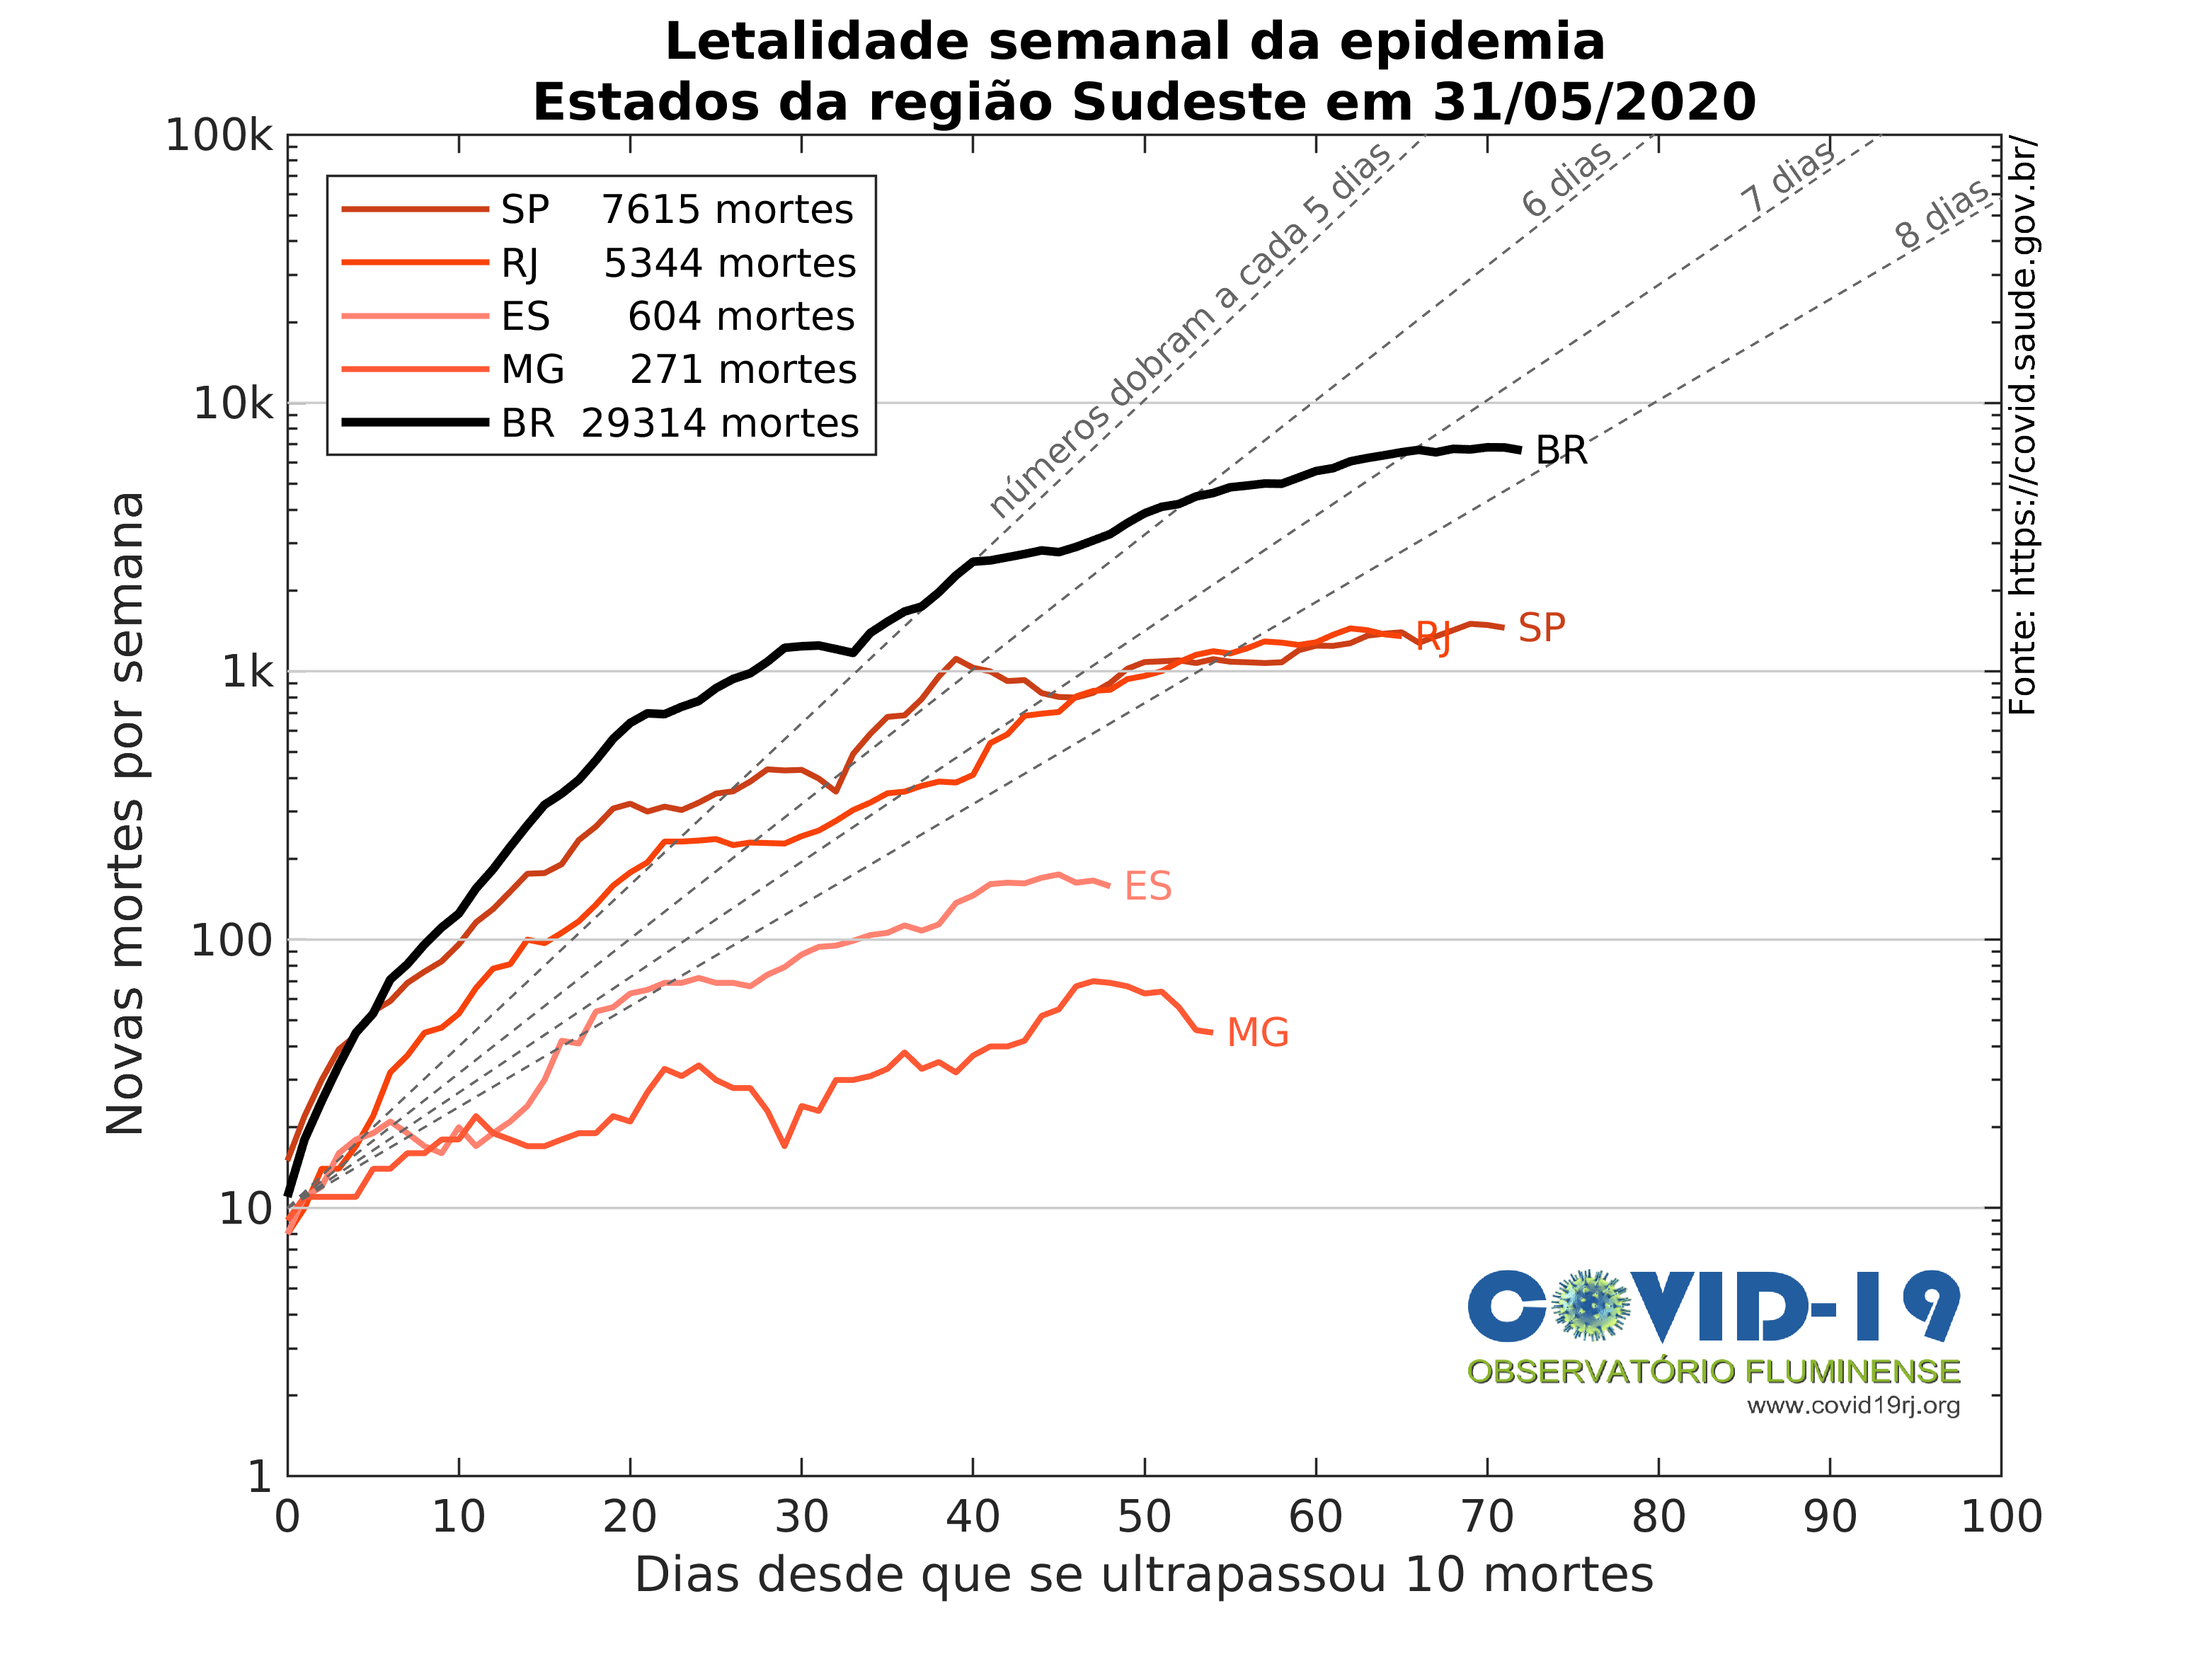 Letalidade semanal da epidemia
Estados da região Sudeste em 31/05/2020
SP 7615 mortes
RJ 5344 mortes
ES 604 mortes
MG 271 mortes
BR 29314 mortes
números dobram a cada 5 dias
6 dias
7 dias
8 dias
BR
SP
RJ
ES
MG
Novas mortes por semana
100k
10k
1k
100
10
1
0 10 20 30 40 50 60 70 80 90 100
Dias desde que se ultrapassou 10 mortes
Fonte: https://covid.saude.gov.br/
COVID-19
OBSERVATÓRIO FLUMINENSE
www.covid19rj.org